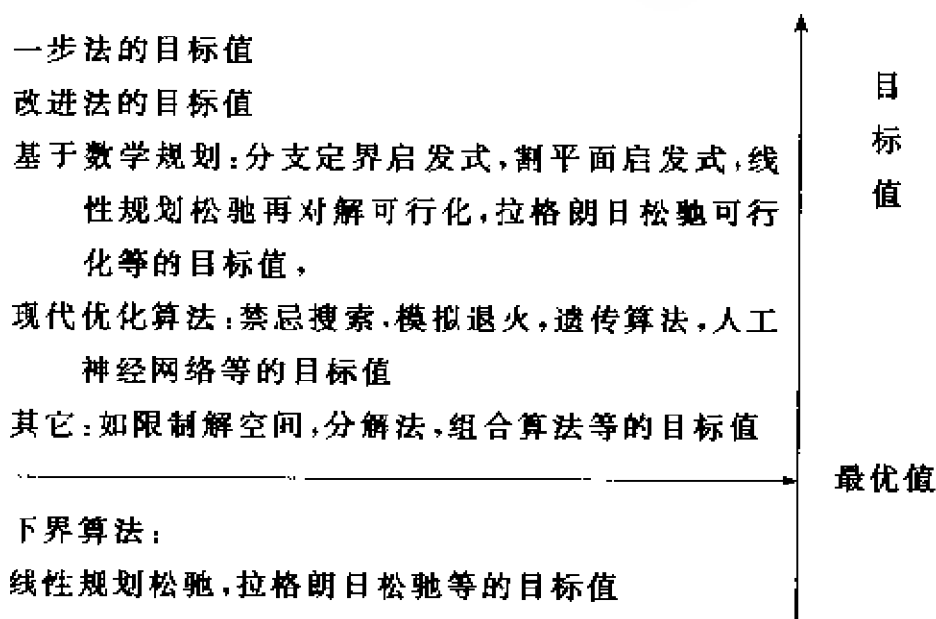 一步法的目标值
改进法的目标值
基于数学规划：分支定界启发式，割平面启发式，线
性规划松驰再对解可行化，拉格朗日松驰可行
化等的目标值，
现代优化算法：禁忌搜索，模拟退火，遗传算法，人工
神经网络等的目标值
其它：如限制解空间，分解法，组合算法等的目标值
下界算法：
线性规划松驰，拉格朗日松驰等的目标值
目
标
值
最优值